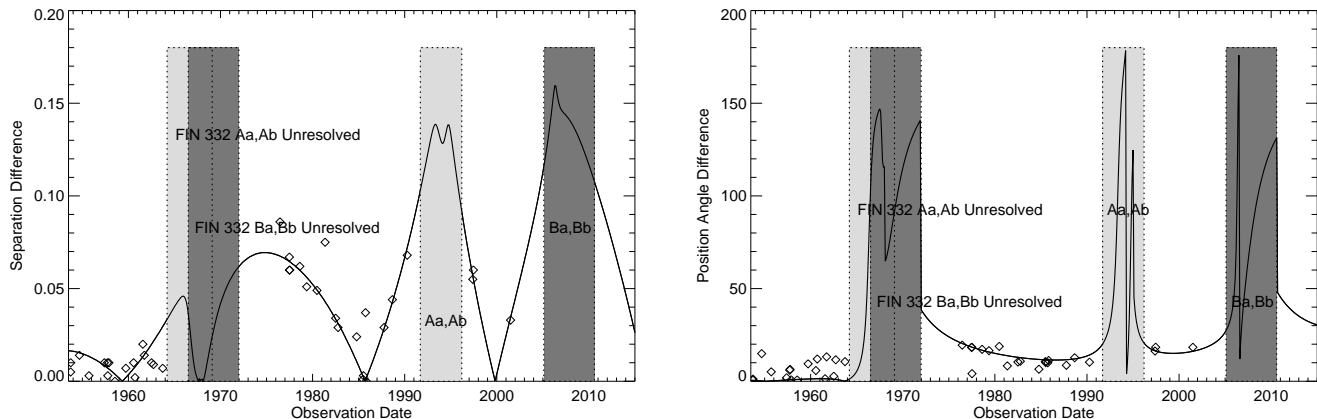 0.20
0.15
0.10
0.05
0.00
Separation Difference
FIN 332 Aa,Ab Unresolved
FIN 332 Ba,Bb Unresolved
Aa,Ab
Ba,Bb
1960 1970 1980 1990 2000 2010
Observation Date
200
150
100
50
0
Position Angle Difference
Aa,Ab
FIN 332 Aa,Ab Unresolved
FIN 332 Ba,Bb Unresolved
Ba,Bb
1960 1970 1980 1990 2000 2010
Observation Date